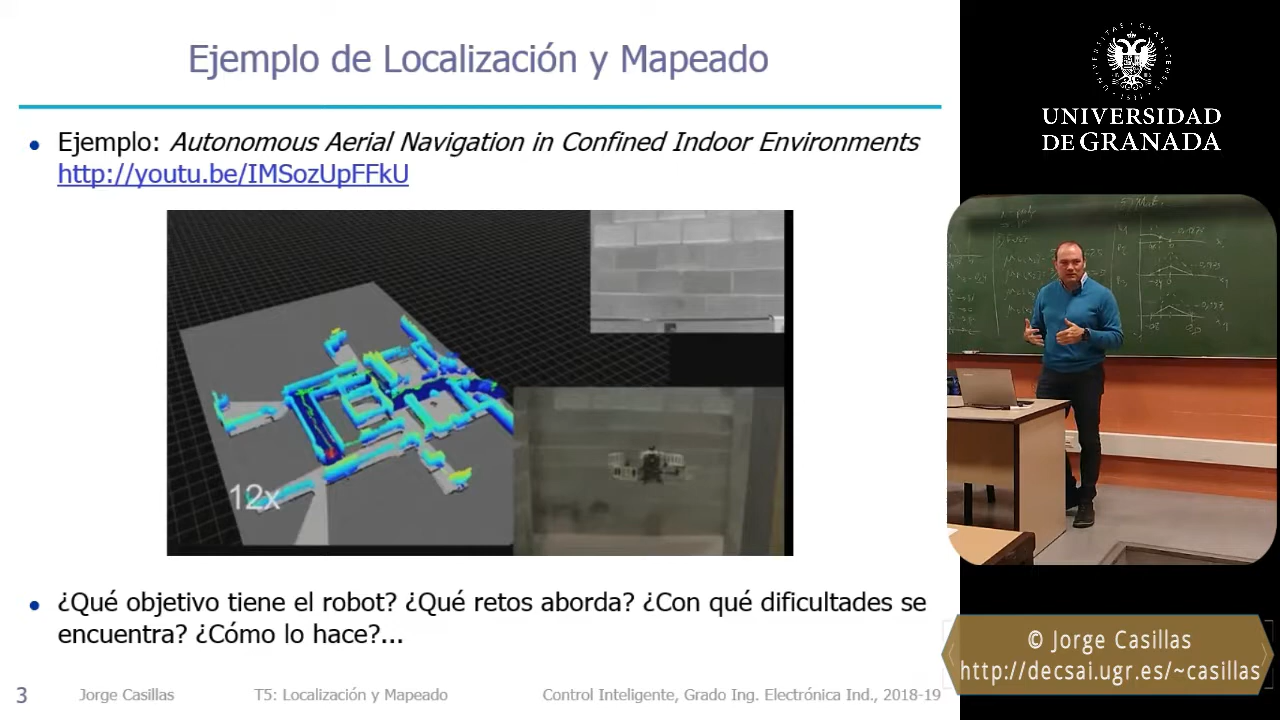 Ejemplo de Localización y Mapeado
Ejemplo: Autonomous Aerial Navigation in Confined Indoor Environments
http://youtu.be/IMSozUpFFkU
12x
¿Qué objetivo tiene el robot? ¿Qué retos aborda? ¿Con qué dificultades se
encuentra? ¿Cómo lo hace?...
3 Jorge Casillas T5: Localización y Mapeado Control Inteligente, Grado Ing. Electrónica Ind., 2018-19
UNIVERSIDAD
DE GRANADA
© Jorge Casillas
http://decsai.ugr.es/~casillas